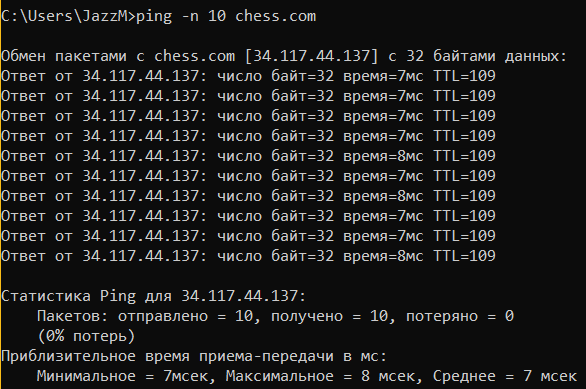 C:\Users\JazzM>ping -n 10 chess.com
Обмен пакетами с chess.com [34.117.44.137] с 32 байтами данных:
Ответ от 34.117.44.137: число байт=32 время=7мс TTL=109
Ответ от 34.117.44.137: число байт=32 время=7мс TTL=109
Ответ от 34.117.44.137: число байт=32 время=7мс TTL=109
Ответ от 34.117.44.137: число байт=32 время=7мс TTL=109
Ответ от 34.117.44.137: число байт=32 время=8мс TTL=109
Ответ от 34.117.44.137: число байт=32 время=7мс TTL=109
Ответ от 34.117.44.137: число байт=32 время=8мс TTL=109
Ответ от 34.117.44.137: число байт=32 время=7мс TTL=109
Ответ от 34.117.44.137: число байт=32 время=7мс TTL=109
Ответ от 34.117.44.137: число байт=32 время=8мс TTL=109
Статистика Ping для 34.117.44.137:
Пакетов: отправлено = 10, получено = 10, потеряно = 0
(0% потерь)
Приблизительное время приема-передачи в мс:
Минимальное = 7мсек, Максимальное = 8 мсек, Среднее = 7 мсек